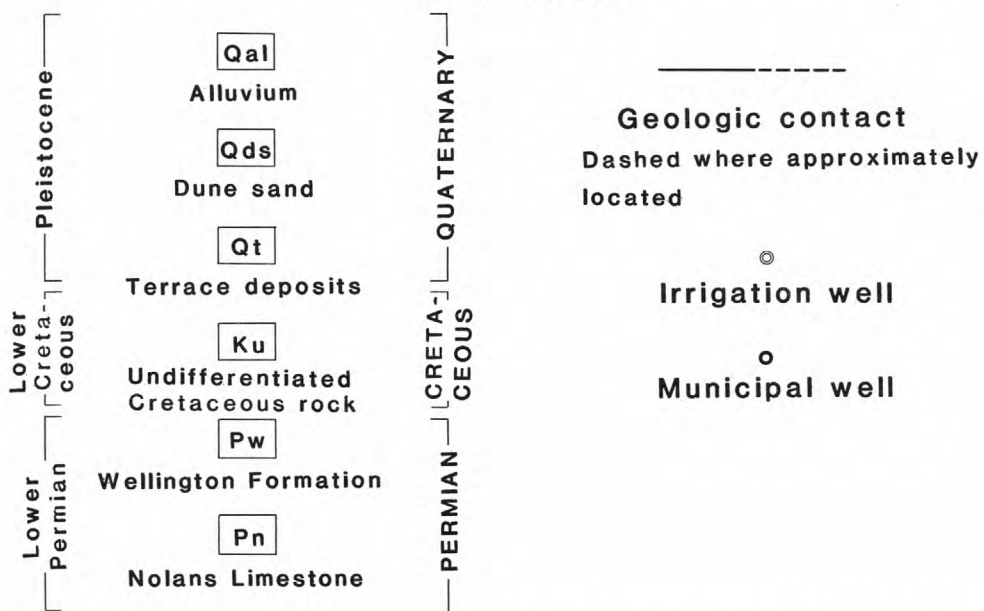 Pleistocene
Lower
Creta-
ceous
Lower
Permian
Qal
Alluvium
Qds
Dune sand
Qt
Terrace deposits
Ku
Undifferentiated
Cretaceous rock
Pw
Wellington Formation
Pn
Nolans Limestone
QUATERNARY
CRETA-
CEOUS
PERMIAN
Geologic contact
Dashed where approximately
located
Irrigation well
Municipal well